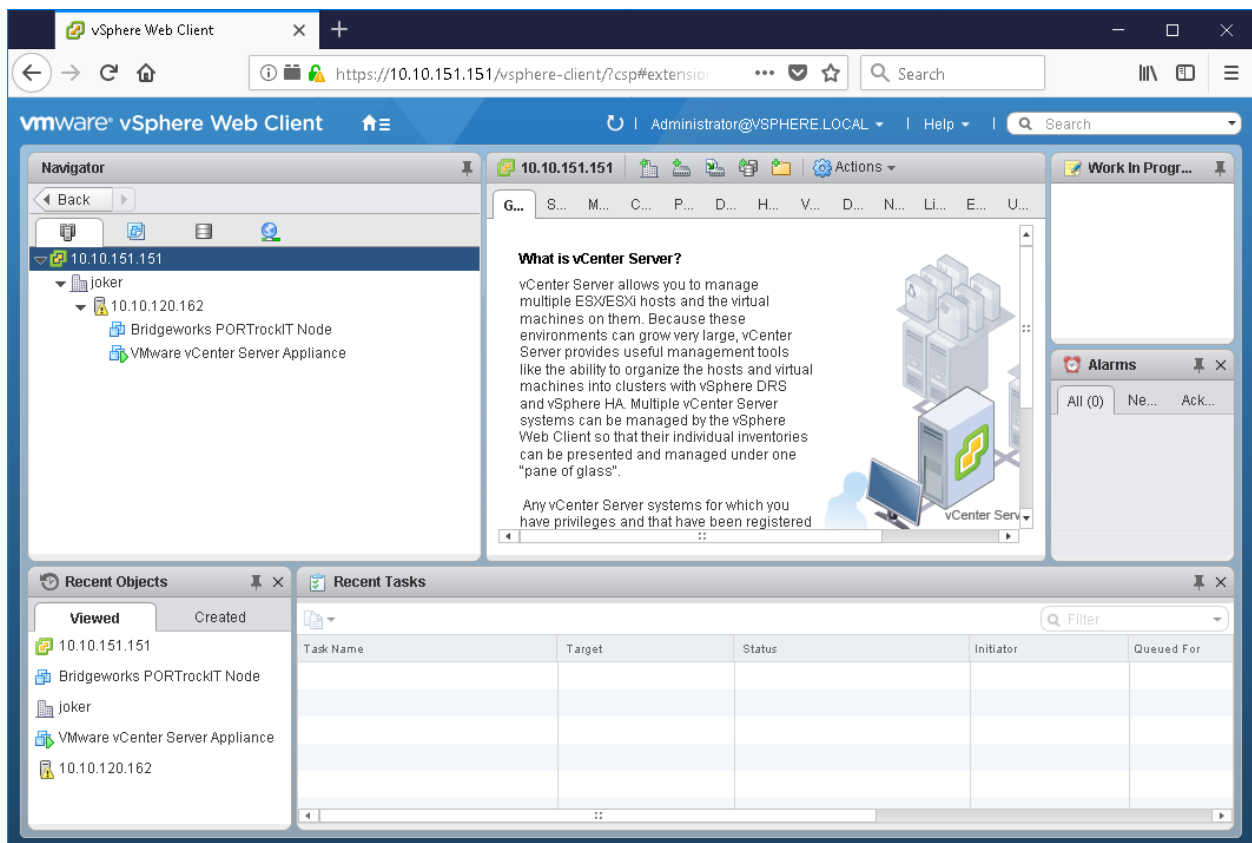 vSphere Web Client
https://10.10.151.151/vsphere-client/?csp#extension
Search
vmware® vSphere Web Client
Administrator@VSPHERE.LOCAL
Help
Search
Navigator
Back
10.10.151.151
joker
10.10.120.162
Bridgeworks PORTrockIT Node
VMware vCenter Server Appliance
10.10.151.151
Actions
G... S... M... C... P... D... H... V... D... N... Li... E... U...
What is vCenter Server?
vCenter Server allows you to manage
multiple ESX/ESXi hosts and the virtual
machines on them. Because these
environments can grow very large, vCenter
Server provides useful management tools
like the ability to organize the hosts and virtual
machines into clusters with vSphere DRS
and vSphere HA. Multiple vCenter Server
systems can be managed by the vSphere
Web Client so that their individual inventories
can be presented and managed under one
"pane of glass".
Any vCenter Server systems for which you
have privileges and that have been registered
vCenter Serv
Work In Progr...
Alarms
All (0) Ne... Ack...
Recent Objects
Viewed Created
10.10.151.151
Bridgeworks PORTrockIT Node
joker
VMware vCenter Server Appliance
10.10.120.162
Recent Tasks
Filter
Task Name Target Status Initiator Queued For